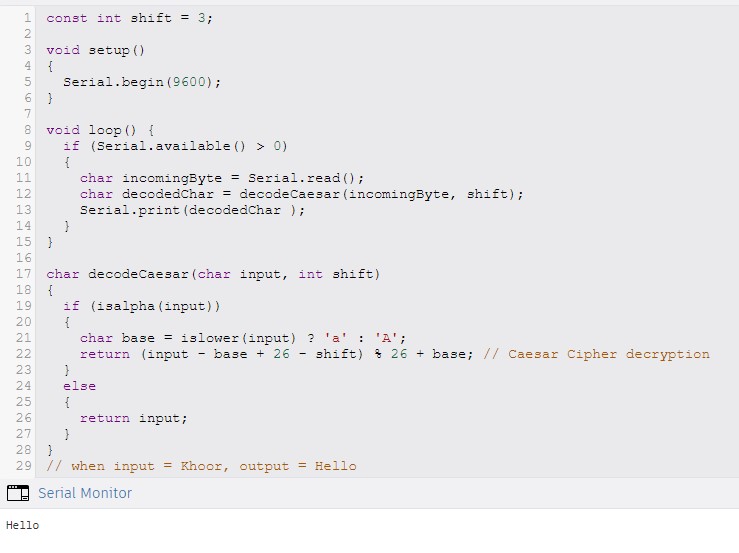 1 const int shift = 3;
2
3 void setup()
4 {
5   Serial.begin(9600);
6 }
7
8 void loop() {
9   if (Serial.available() > 0)
10   {
11     char incomingByte = Serial.read();
12     char decodedChar = decodeCaesar(incomingByte, shift);
13     Serial.print(decodedChar );
14   }
15 }
16
17 char decodeCaesar(char input, int shift)
18 {
19   if (isalpha(input))
20   {
21     char base = islower(input) ? 'a' : 'A';
22     return (input - base + 26 - shift) % 26 + base; // Caesar Cipher decryption
23   }
24   else
25   {
26     return input;
27   }
28 }
29 // when input = Khoor, output = Hello
Serial Monitor
Hello